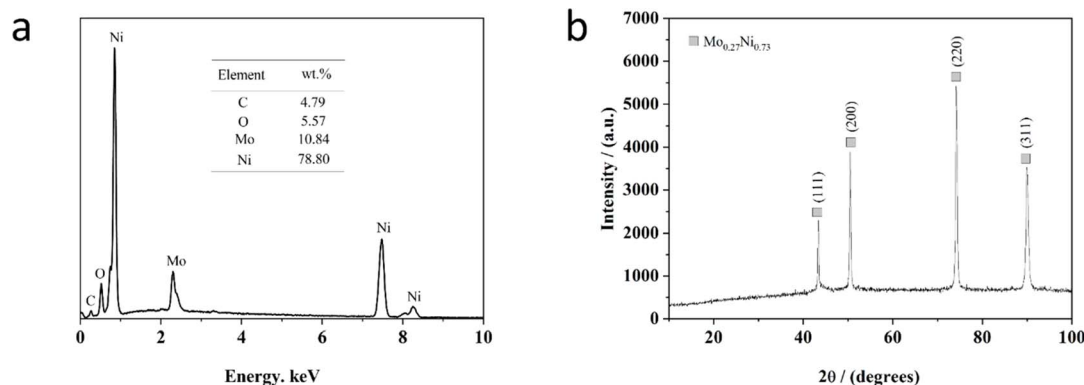 a
Ni
Element wt.%
C 4.79
O 5.57
Mo 10.84
Ni 78.80
Ni
O
Mo
C
Ni
0 2 4 6 8 10
Energy. keV
b
7000
6000
5000
4000
3000
2000
1000
0
Intensity / (a.u.)
Mo0.27Ni0.73
(111)
(200)
(220)
(311)
20 40 60 80 100
2θ / (degrees)